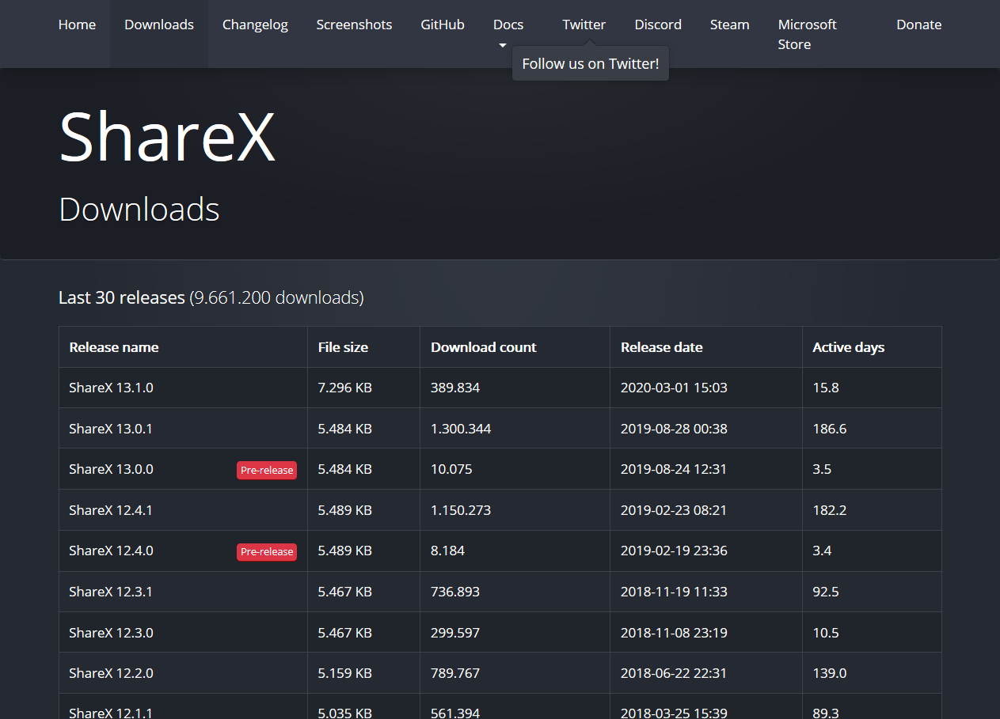 Home Downloads Changelog Screenshots GitHub Docs Twitter Discord Steam Microsoft Store Donate
Follow us on Twitter!
ShareX
Downloads
Last 30 releases (9.661.200 downloads)
Release name File size Download count Release date Active days
ShareX 13.1.0 7.296 KB 389.834 2020-03-01 15:03 15.8
ShareX 13.0.1 5.484 KB 1.300.344 2019-08-28 00:38 186.6
ShareX 13.0.0 Pre-release 5.484 KB 10.075 2019-08-24 12:31 3.5
ShareX 12.4.1 5.489 KB 1.150.273 2019-02-23 08:21 182.2
ShareX 12.4.0 Pre-release 5.489 KB 8.184 2019-02-19 23:36 3.4
ShareX 12.3.1 5.467 KB 736.893 2018-11-19 11:33 92.5
ShareX 12.3.0 5.467 KB 299.597 2018-11-08 23:19 10.5
ShareX 12.2.0 5.159 KB 789.767 2018-06-22 22:31 139.0
ShareX 12.1.1 5.035 KB 561.394 2018-03-25 15:39 89.3